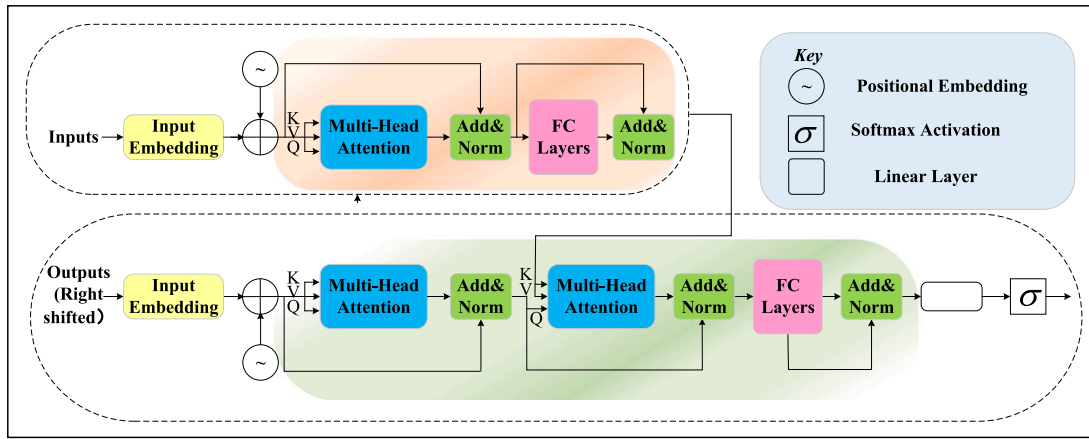 Key
~
Positional Embedding
σ
Softmax Activation
Linear Layer
~
Inputs
Input
Embedding
K
V
Q
Multi-Head
Attention
Add&
Norm
FC
Layers
Add&
Norm
Outputs
(Right
shifted）
Input
Embedding
~
K
V
Q
Multi-Head
Attention
Add&
Norm
K
V
Q
Multi-Head
Attention
Add&
Norm
FC
Layers
Add&
Norm
σ